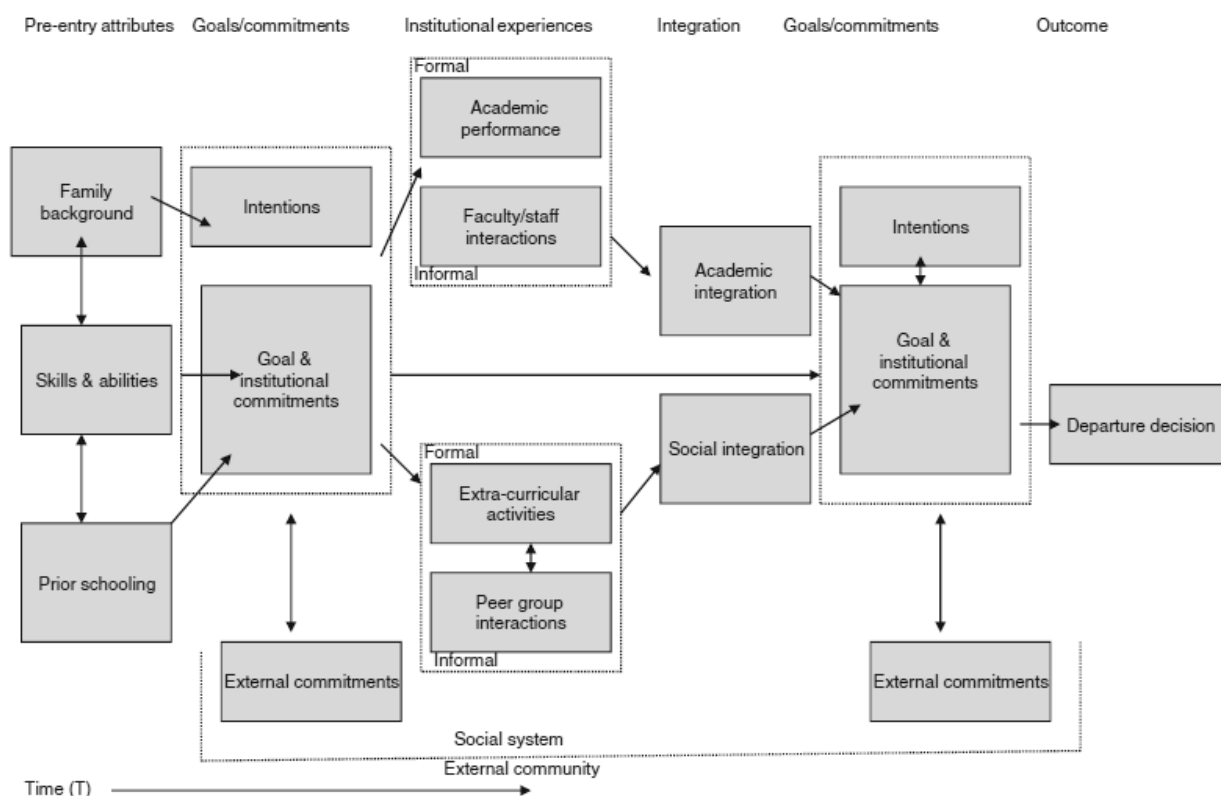 Pre-entry attributes
Goals/commitments
Institutional experiences
Integration
Goals/commitments
Outcome
Family
background
Skills & abilities
Prior schooling
Intentions
Goal &
institutional
commitments
External commitments
Formal
Academic
performance
Faculty/staff
interactions
Informal
Formal
Extra-curricular
activities
Peer group
interactions
Informal
Academic
integration
Social integration
Intentions
Goal &
institutional
commitments
External commitments
Departure decision
Social system
External community
Time (T)